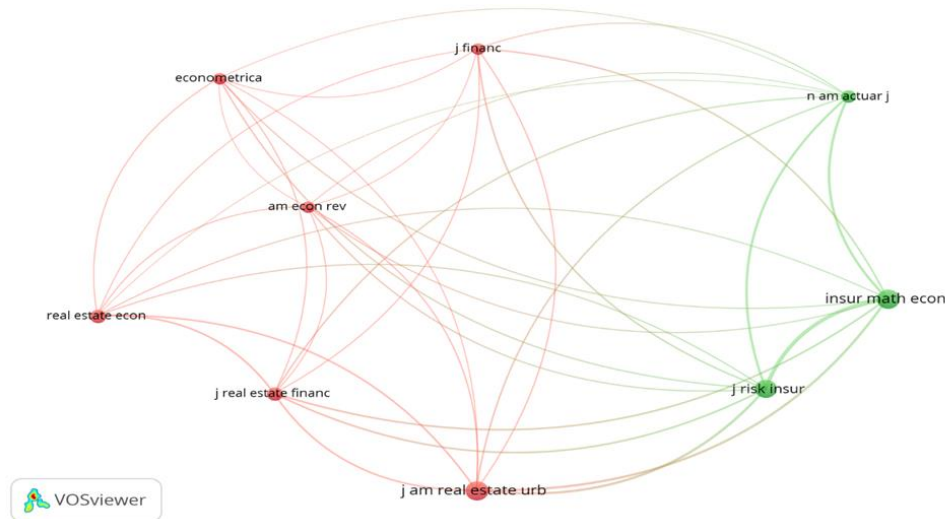 j financ
econometrica
n am actuar j
am econ rev
insur math econ
real estate econ
j real estate financ
j risk insur
j am real estate urb
VOSviewer